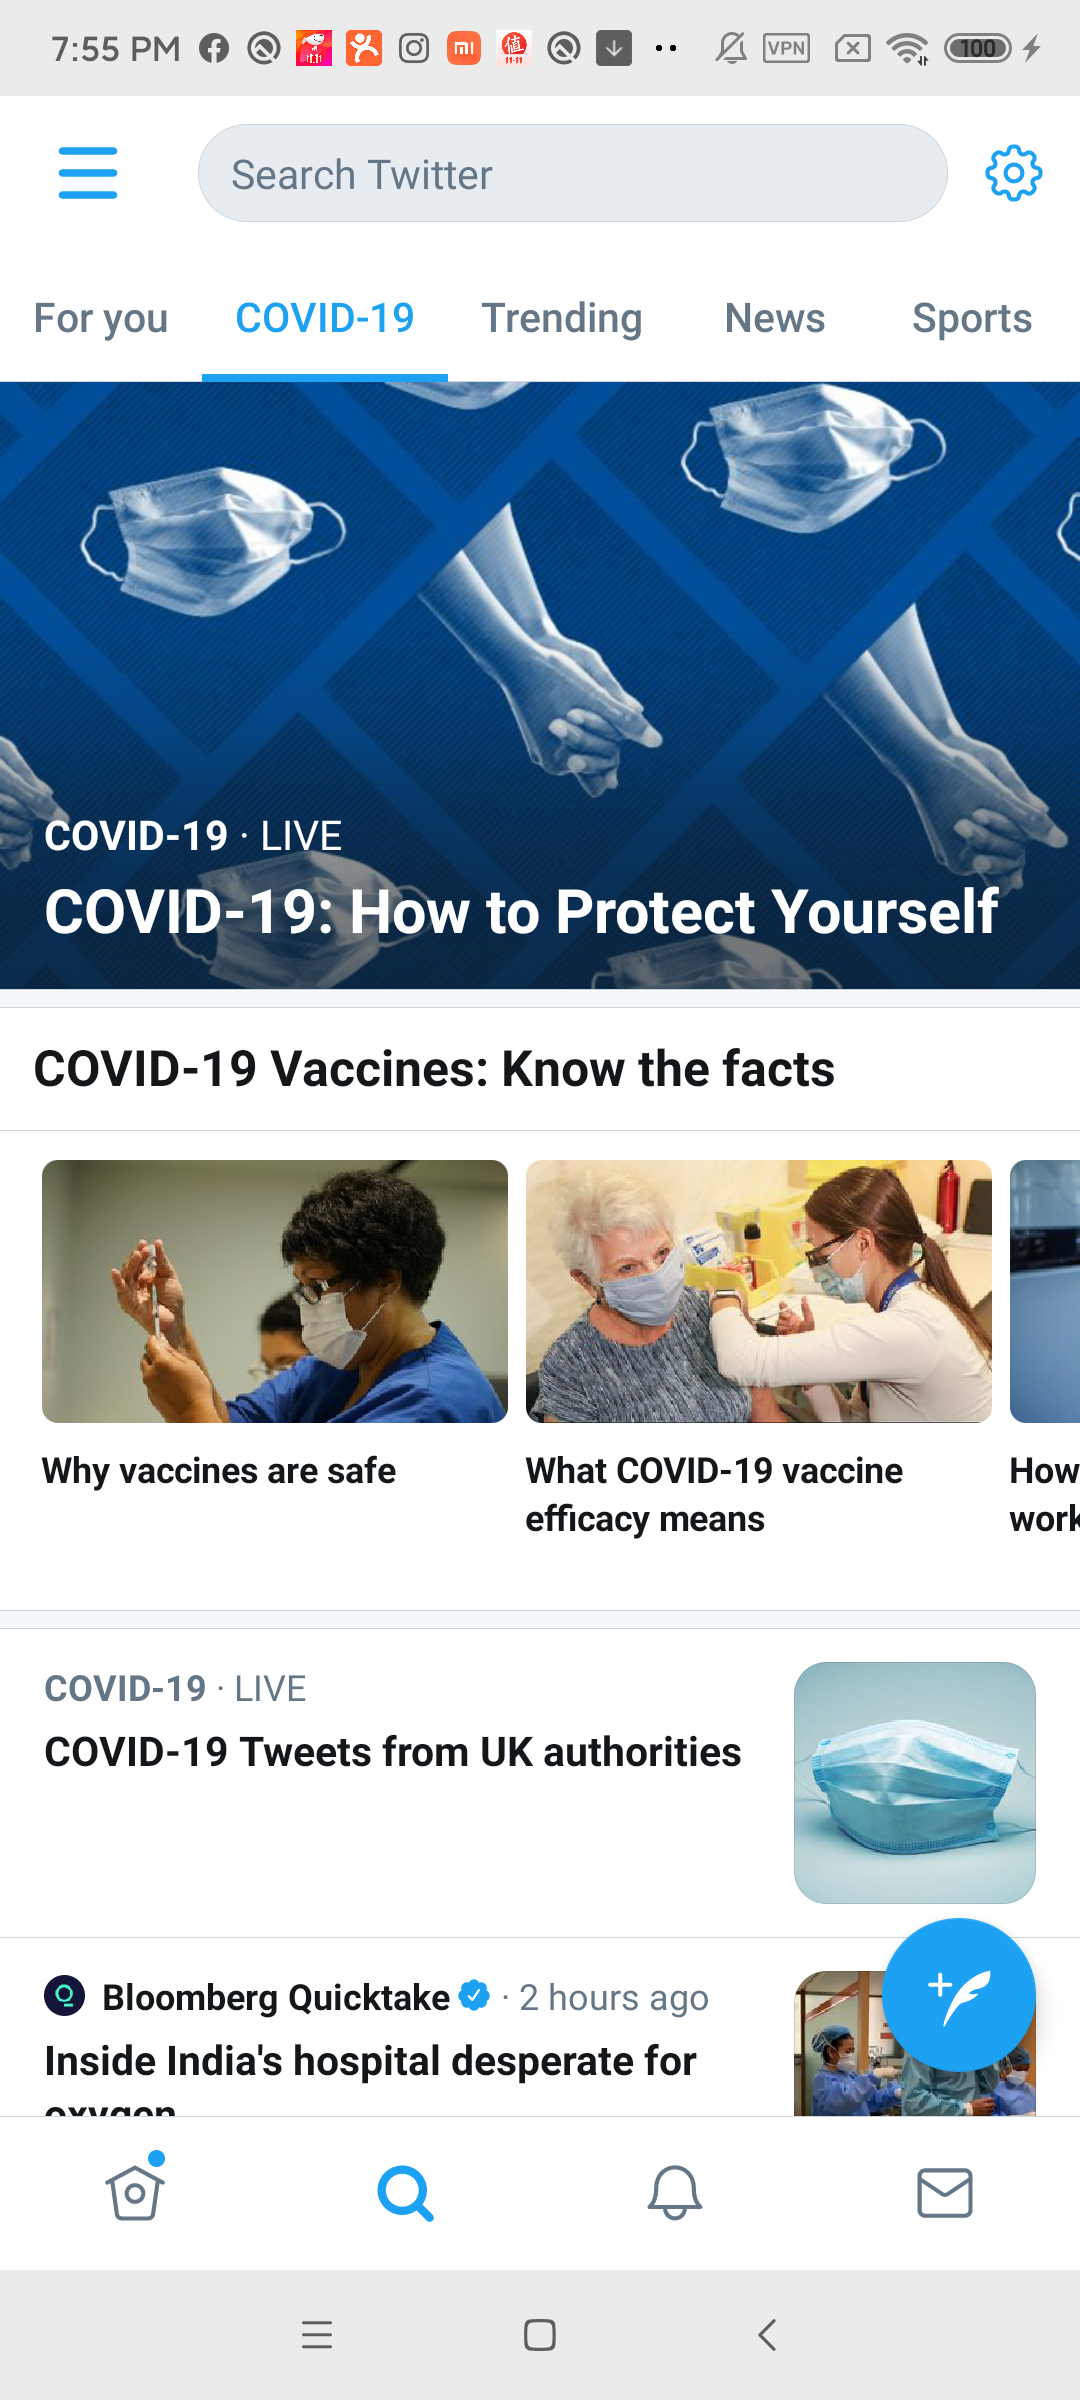 7:55 PM
VPN
100
Search Twitter
For you COVID-19 Trending News Sports
COVID-19 · LIVE
COVID-19: How to Protect Yourself
COVID-19 Vaccines: Know the facts
Why vaccines are safe
What COVID-19 vaccine
efficacy means
How
work
COVID-19 · LIVE
COVID-19 Tweets from UK authorities
Bloomberg Quicktake · 2 hours ago
Inside India's hospital desperate for
oxygen